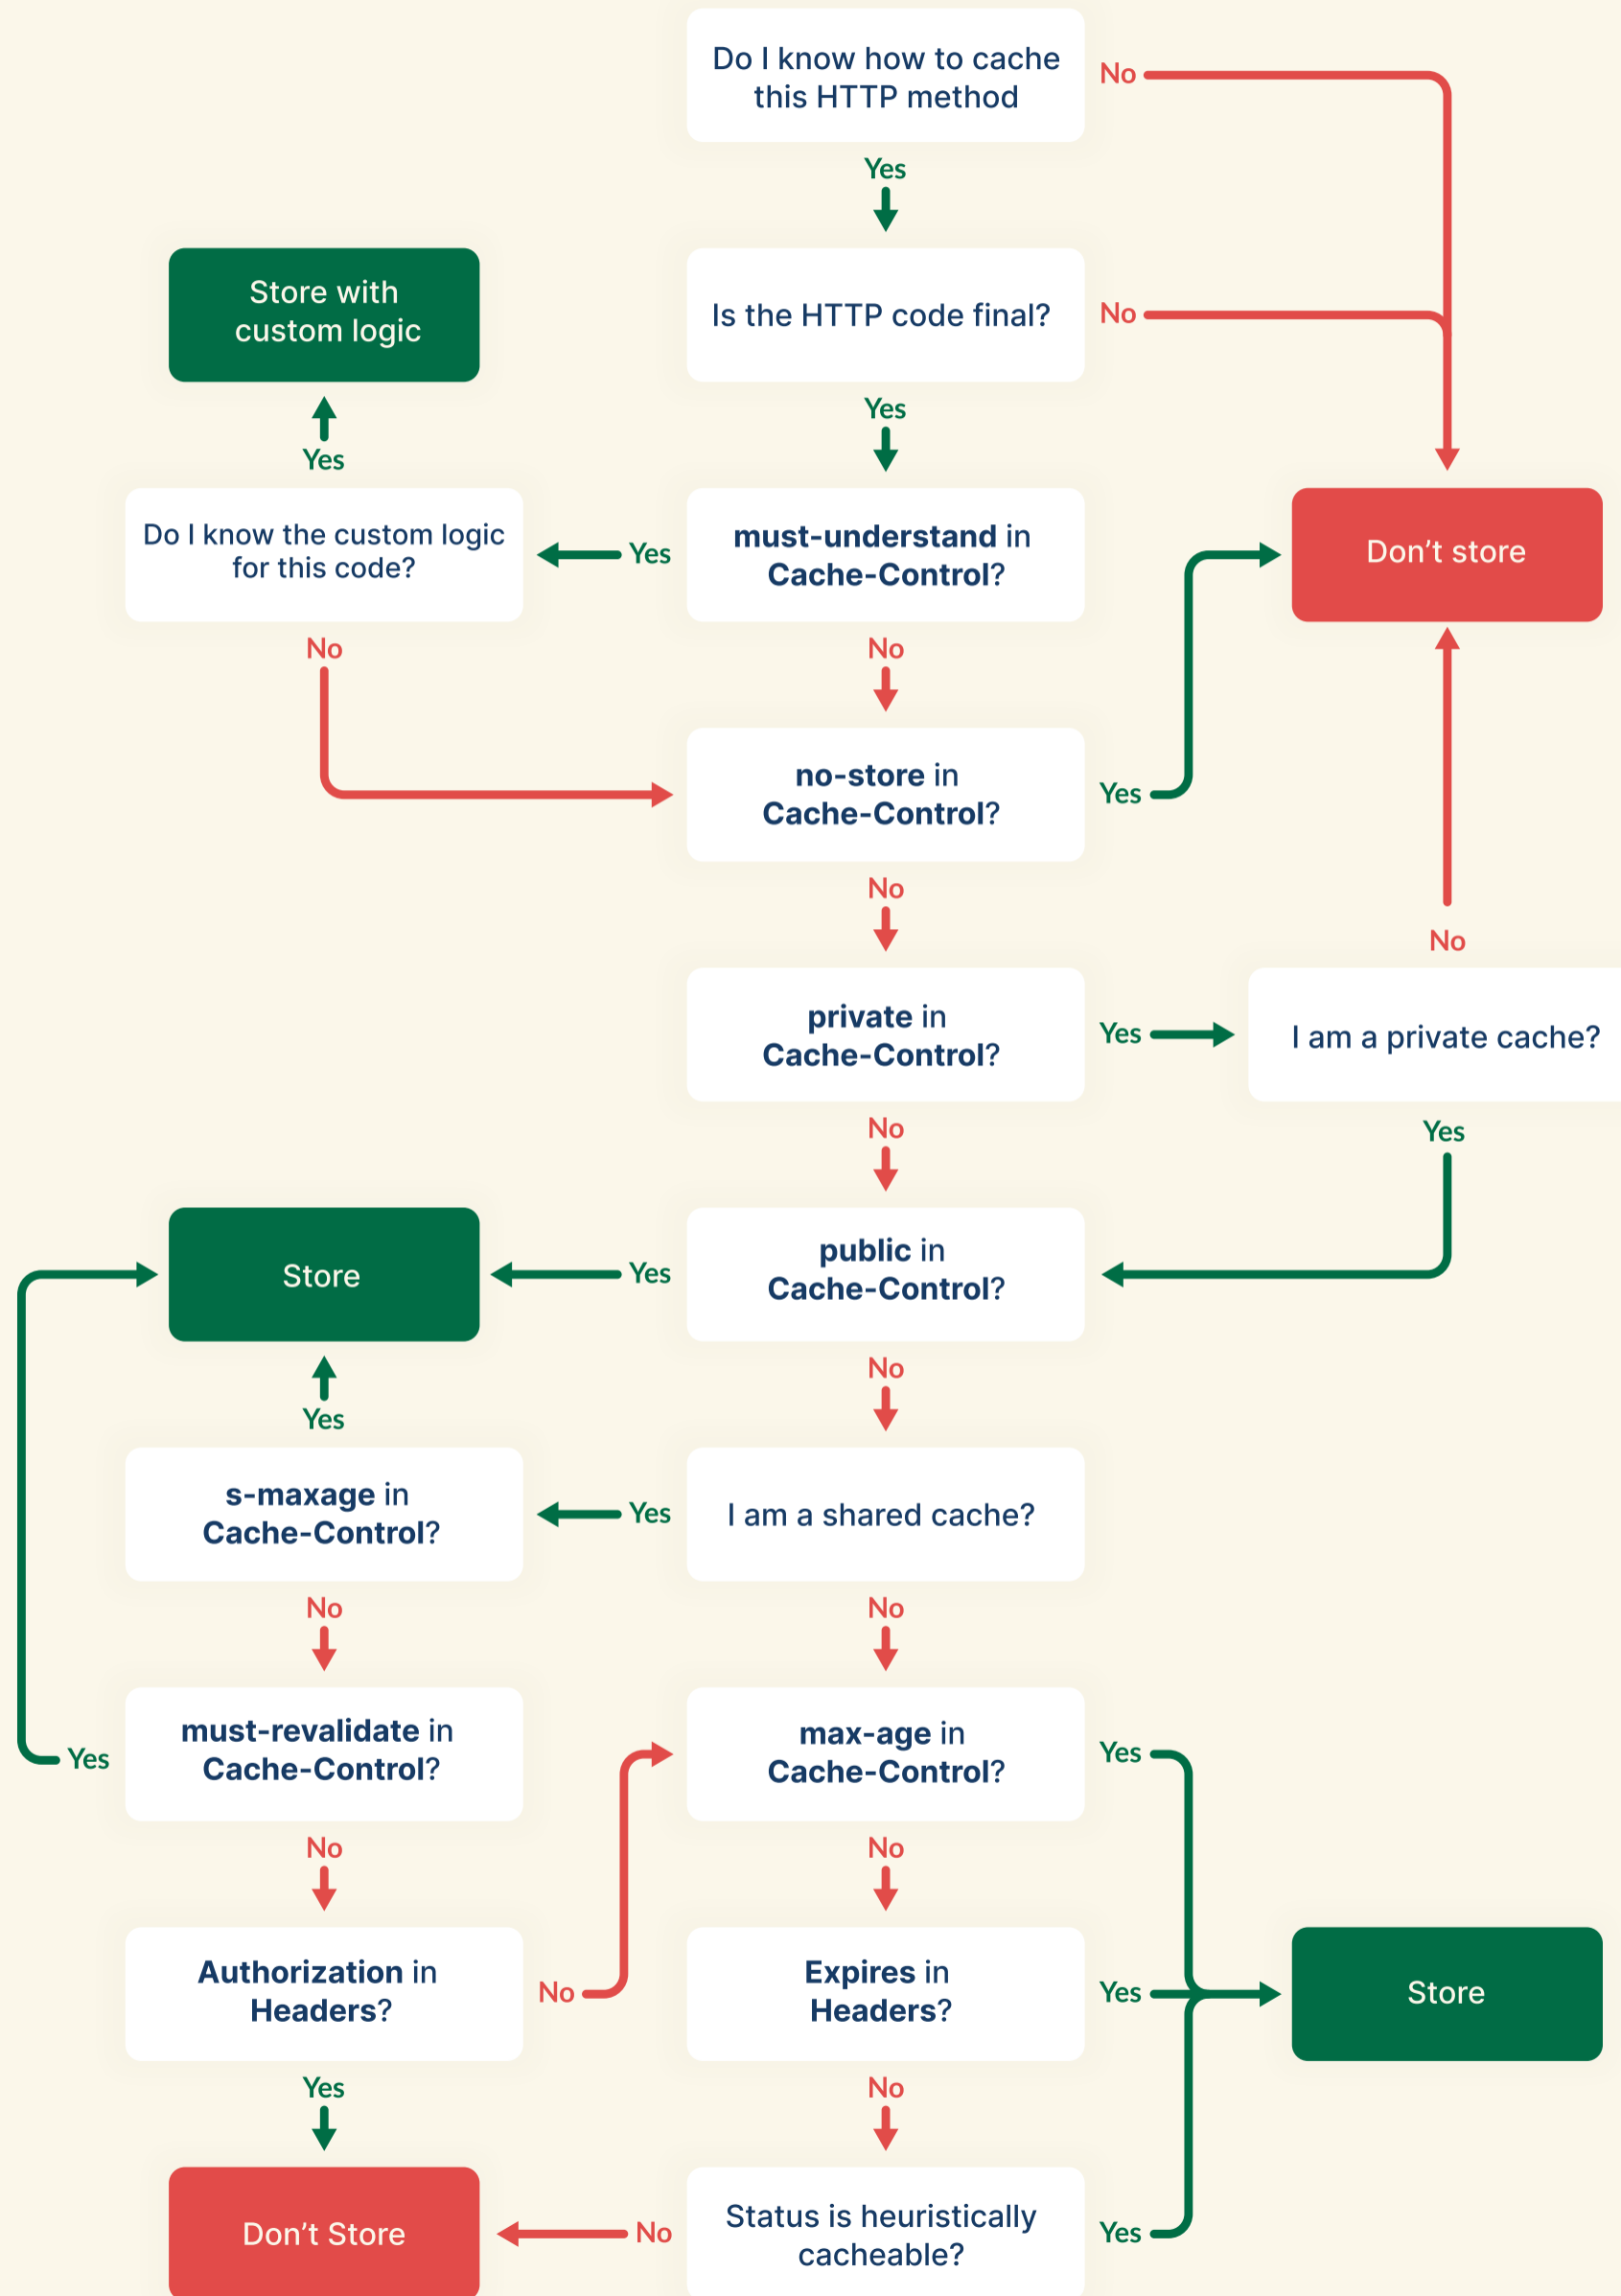 Do I know how to cache
this HTTP method
No
Yes
Store with
custom logic
Is the HTTP code final?
No
Yes
Yes
Do I know the custom logic
for this code?
Yes
must-understand in
Cache-Control?
Don't store
No
No
no-store in
Cache-Control?
Yes
No
No
private in
Cache-Control?
Yes
I am a private cache?
No
Yes
Store
Yes
public in
Cache-Control?
No
Yes
s-maxage in
Cache-Control?
Yes
I am a shared cache?
No
No
Yes
must-revalidate in
Cache-Control?
max-age in
Cache-Control?
Yes
No
No
Authorization in
Headers?
No
Expires in
Headers?
Yes
Store
Yes
No
Don't Store
No
Status is heuristically
cacheable?
Yes